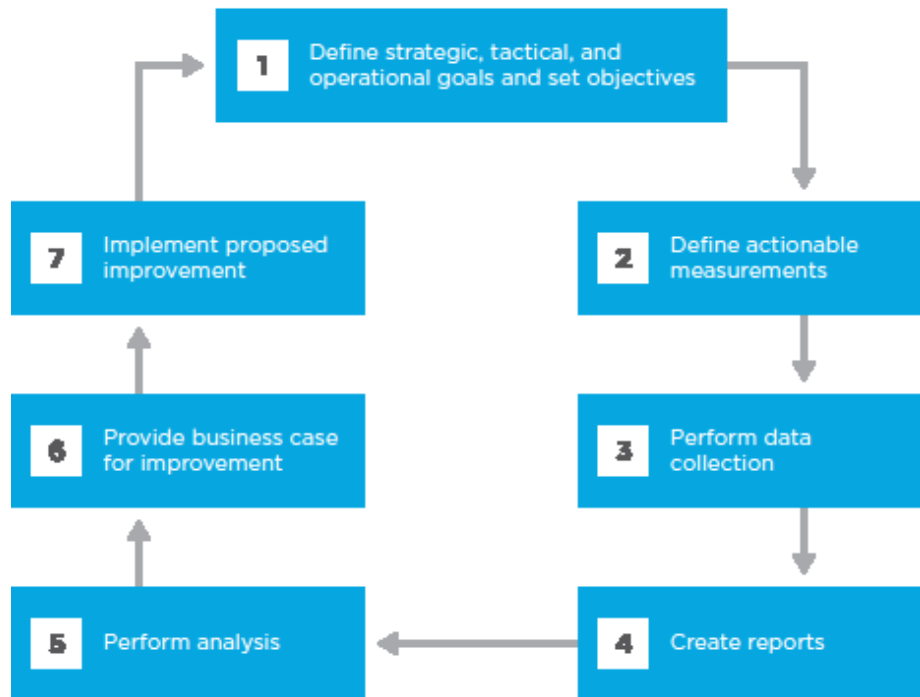 1 Define strategic, tactical, and
operational goals and set objectives
2 Define actionable
measurements
3 Perform data
collection
4 Create reports
5 Perform analysis
6 Provide business case
for improvement
7 Implement proposed
improvement